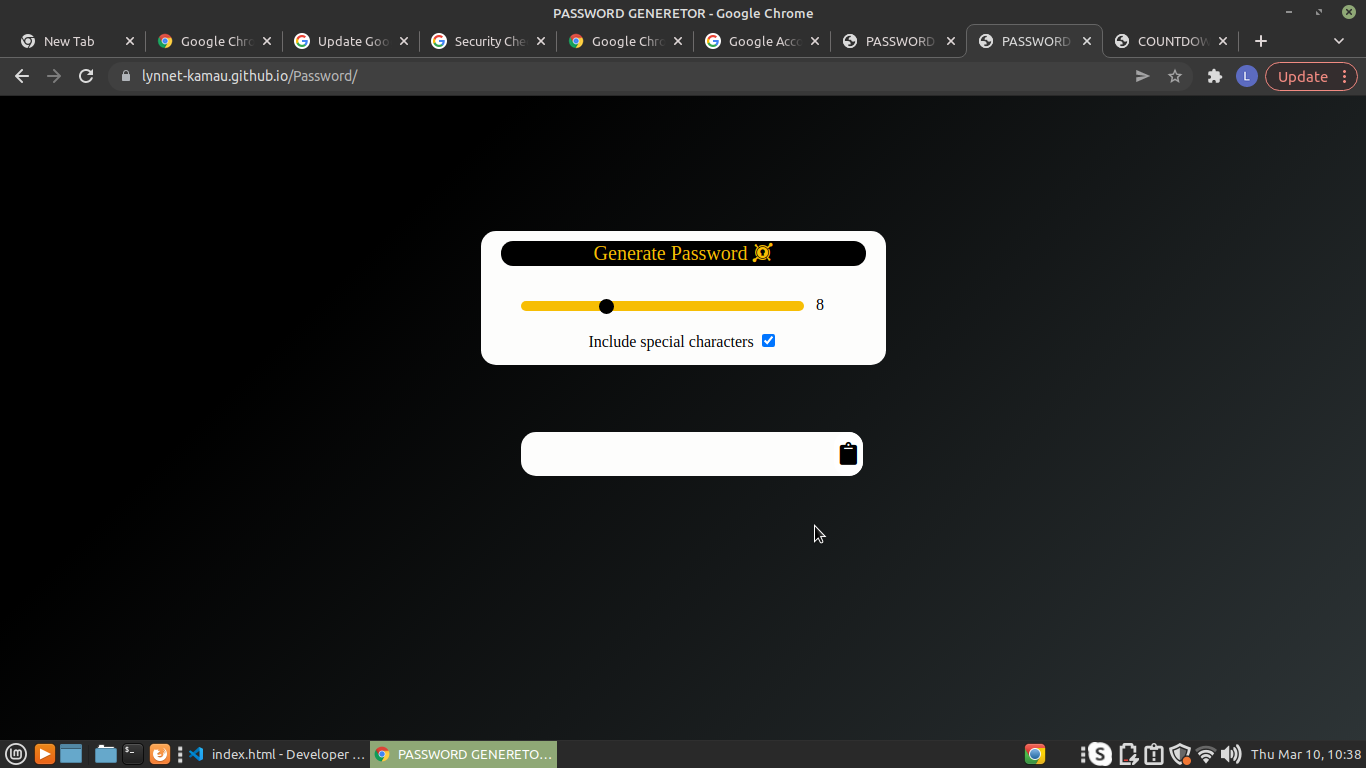 PASSWORD GENERETOR - Google Chrome
New Tab
Google Chro
Update Goo
Security Che
Google Chro
Google Acco
PASSWORD
PASSWORD
COUNTDOW
lynnet-kamau.github.io/Password/
L
Update
Generate Password
8
Include special characters
index.html - Developer ...
PASSWORD GENERETO...
Thu Mar 10, 10:38